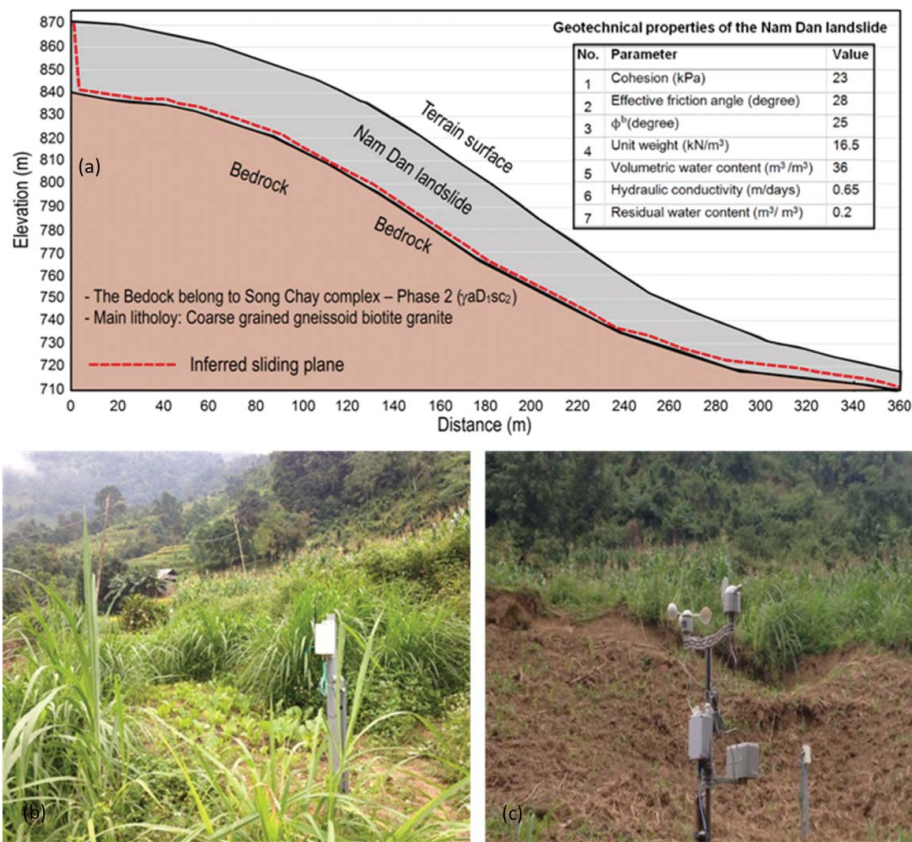 Geotechnical properties of the Nam Dan landslide
No. Parameter Value
1 Cohesion (kPa) 23
2 Effective friction angle (degree) 28
3 ϕᵇ(degree) 25
4 Unit weight (kN/m³) 16.5
5 Volumetric water content (m³/m³) 36
6 Hydraulic conductivity (m/days) 0.65
7 Residual water content (m³/ m³) 0.2
Elevation (m)
870
860
850
840
830
820
810
800
790
780
770
760
750
740
730
720
710
(a)
Terrain surface
Nam Dan landslide
Bedrock
Bedrock
- The Bedock belong to Song Chay complex – Phase 2 (γaD₁sc₂)
- Main litholoy: Coarse grained gneissoid biotite granite
Inferred sliding plane
0 20 40 60 80 100 120 140 160 180 200 220 240 260 280 300 320 340 360
Distance (m)
(b)
(c)